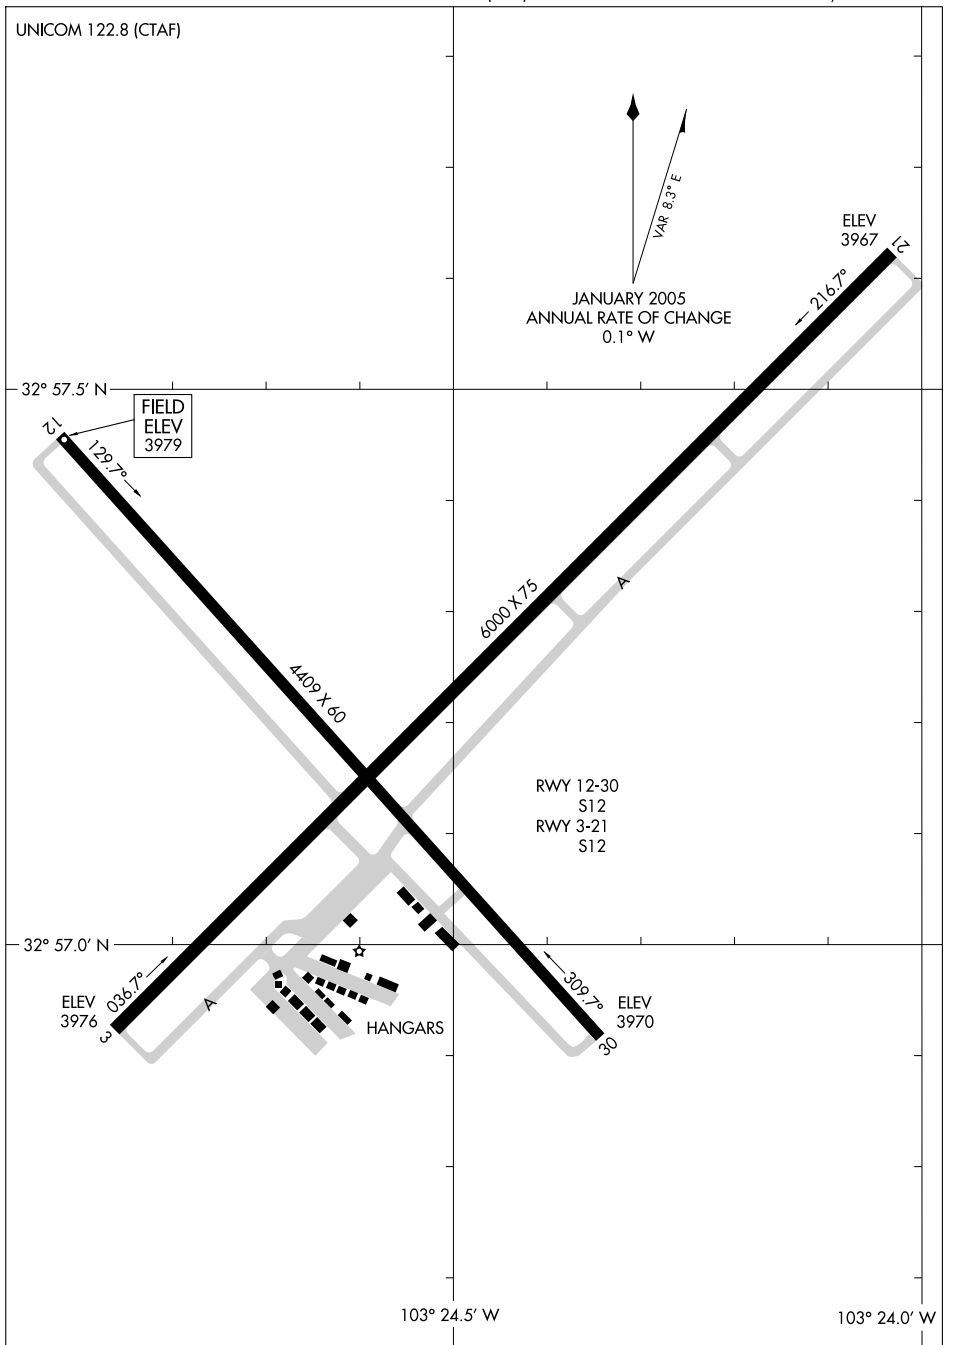 UNICOM 122.8 (CTAF)
VAR 8.3° E
JANUARY 2005
ANNUAL RATE OF CHANGE
0.1° W
ELEV
3967
21
216.7°
32° 57.5' N
FIELD
ELEV
3979
12
129.7°
6000 X 75
A
4409 X 60
RWY 12-30
S12
RWY 3-21
S12
32° 57.0' N
036.7°
ELEV
3976
3
A
HANGARS
309.7°
ELEV
3970
30
103° 24.5' W
103° 24.0' W